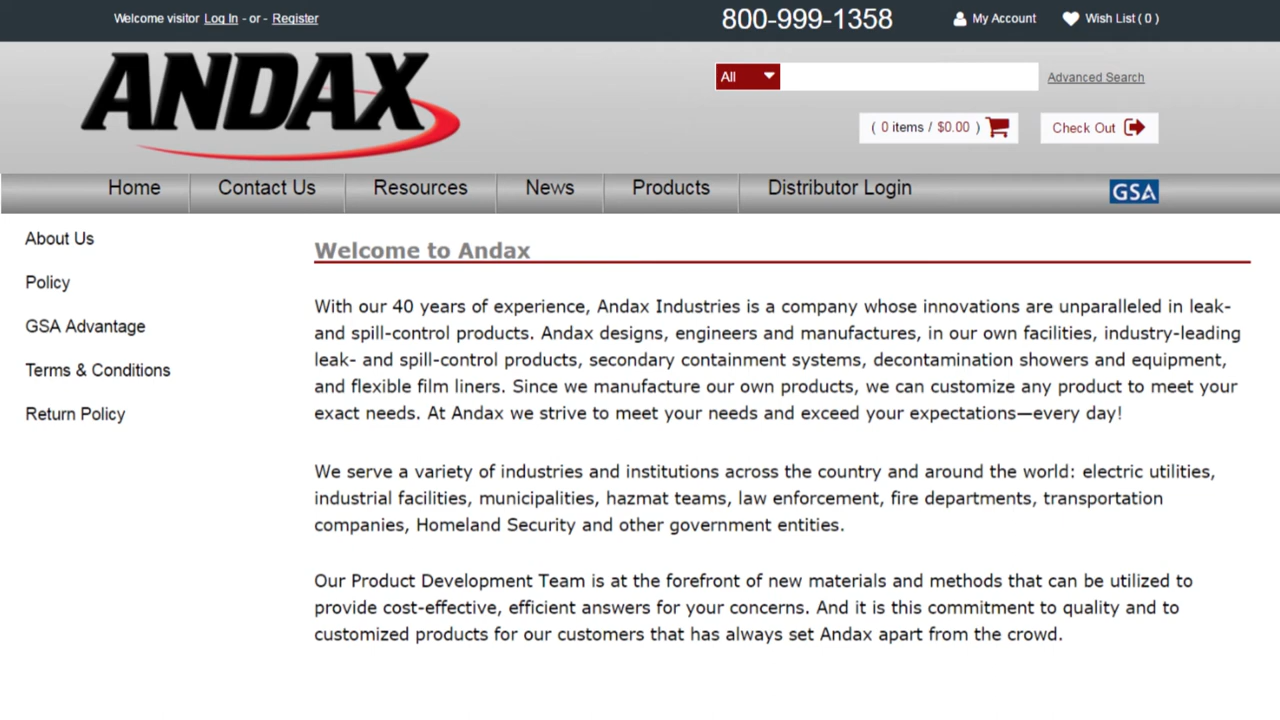 Welcome visitor Log In - or - Register
800-999-1358
My Account
Wish List ( 0 )
ANDAX
All
Advanced Search
( 0 items / $0.00 )
Check Out
Home
Contact Us
Resources
News
Products
Distributor Login
GSA
About Us
Policy
GSA Advantage
Terms & Conditions
Return Policy
Welcome to Andax
With our 40 years of experience, Andax Industries is a company whose innovations are unparalleled in leak-
and spill-control products. Andax designs, engineers and manufactures, in our own facilities, industry-leading
leak- and spill-control products, secondary containment systems, decontamination showers and equipment,
and flexible film liners. Since we manufacture our own products, we can customize any product to meet your
exact needs. At Andax we strive to meet your needs and exceed your expectations—every day!
We serve a variety of industries and institutions across the country and around the world: electric utilities,
industrial facilities, municipalities, hazmat teams, law enforcement, fire departments, transportation
companies, Homeland Security and other government entities.
Our Product Development Team is at the forefront of new materials and methods that can be utilized to
provide cost-effective, efficient answers for your concerns. And it is this commitment to quality and to
customized products for our customers that has always set Andax apart from the crowd.